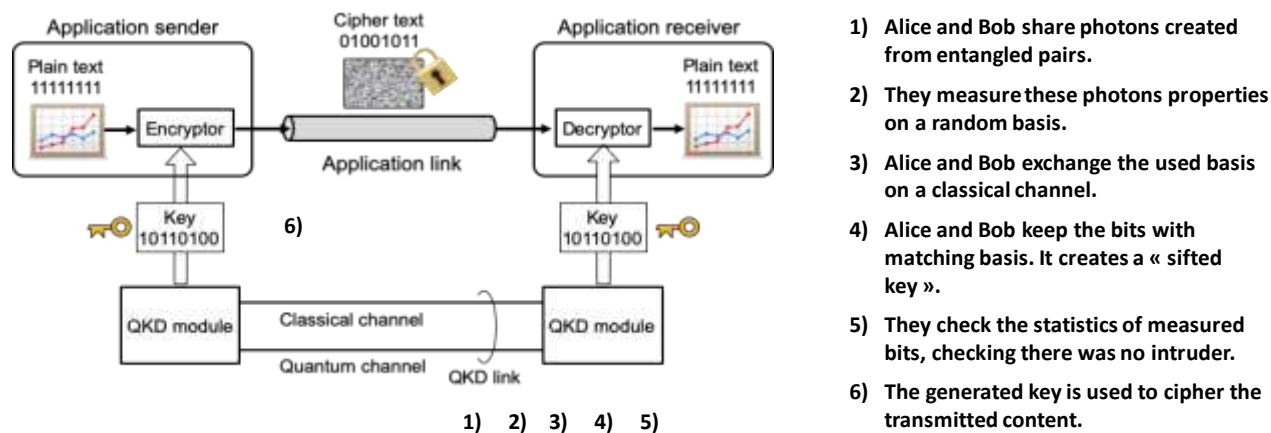 Application sender
Plain text
11111111
Encryptor
Cipher text
01001011
Application link
Application receiver
Plain text
11111111
Decryptor
Key
10110100
6)
Key
10110100
QKD module
Classical channel
Quantum channel
QKD link
QKD module
1) 2) 3) 4) 5)
1) Alice and Bob share photons created
from entangled pairs.
2) They measure these photons properties
on a random basis.
3) Alice and Bob exchange the used basis
on a classical channel.
4) Alice and Bob keep the bits with
matching basis. It creates a « sifted
key ».
5) They check the statistics of measured
bits, checking there was no intruder.
6) The generated key is used to cipher the
transmitted content.